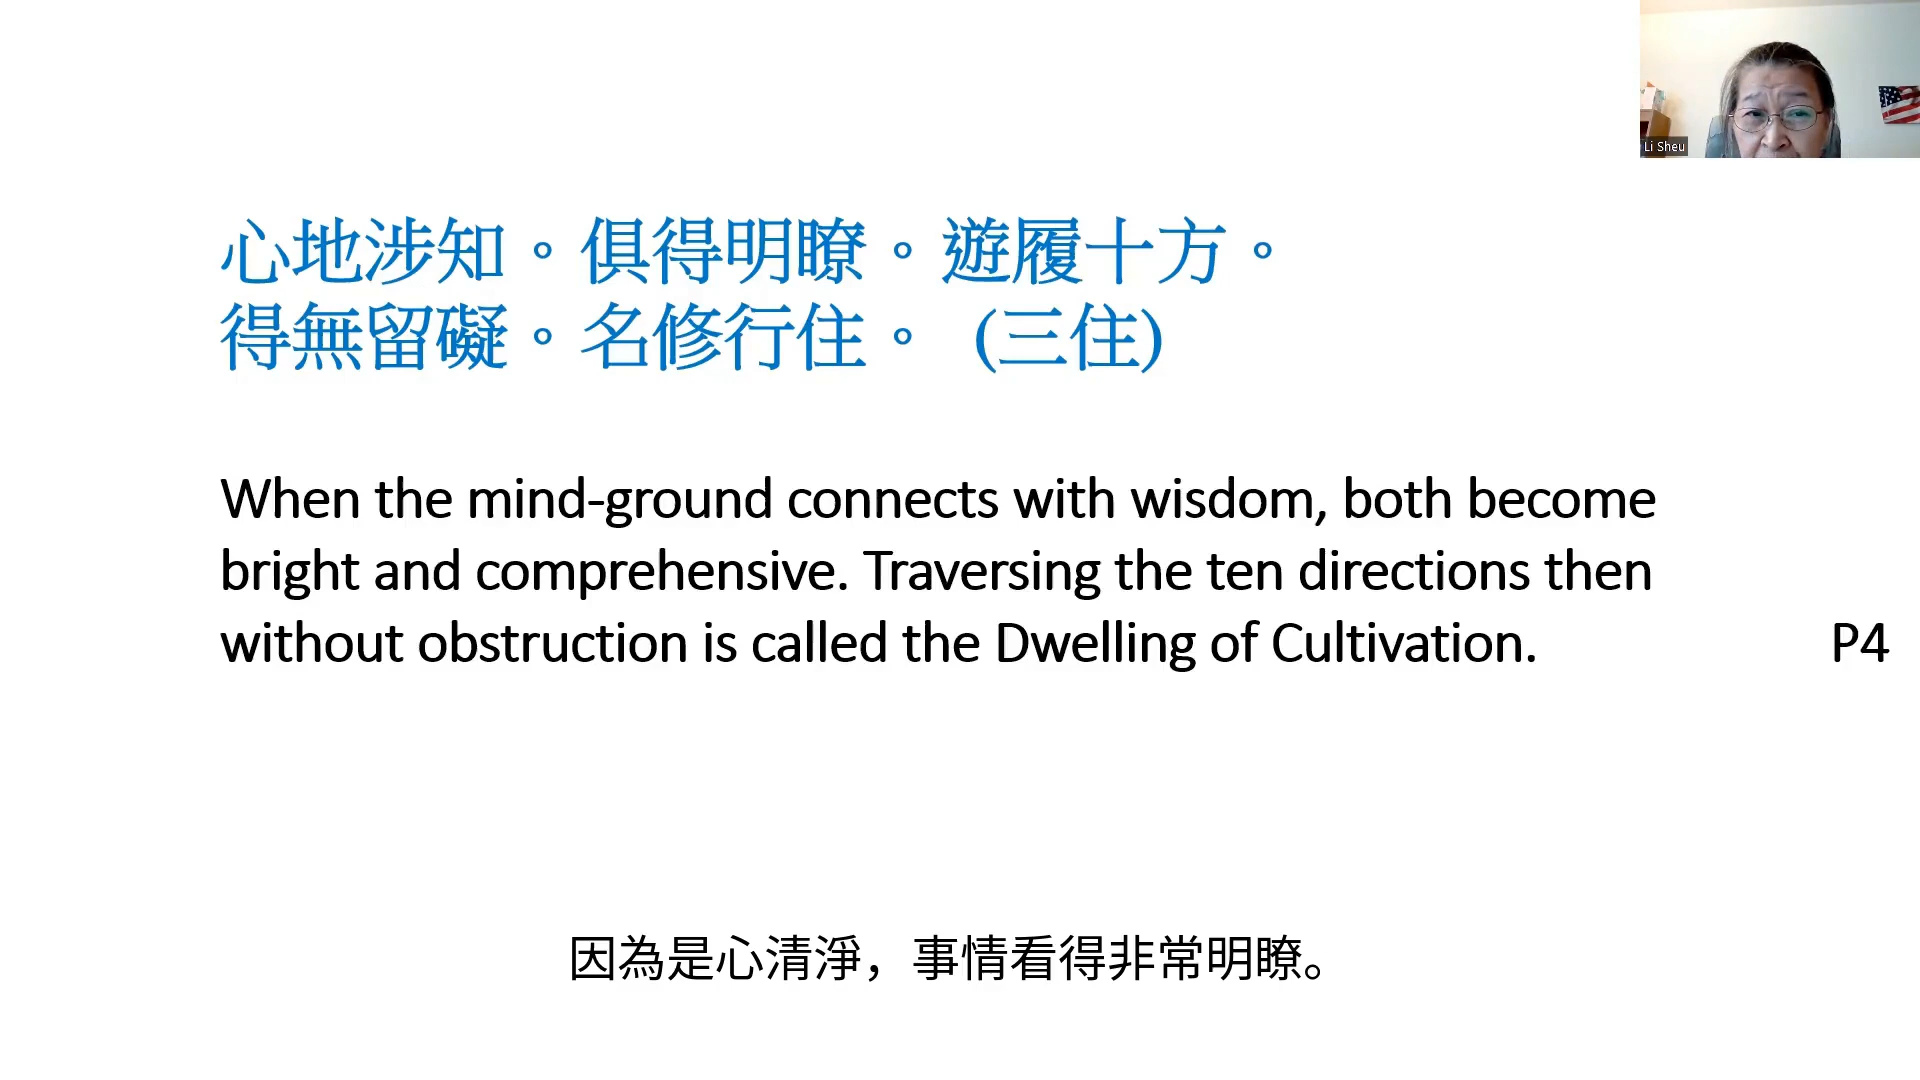 Li Sheu
心地涉知。俱得明瞭。遊履十方。
得無留礙。名修行住。 (三住)
When the mind-ground connects with wisdom, both become
bright and comprehensive. Traversing the ten directions then
without obstruction is called the Dwelling of Cultivation.
P4
因為是心清淨，事情看得非常明瞭。